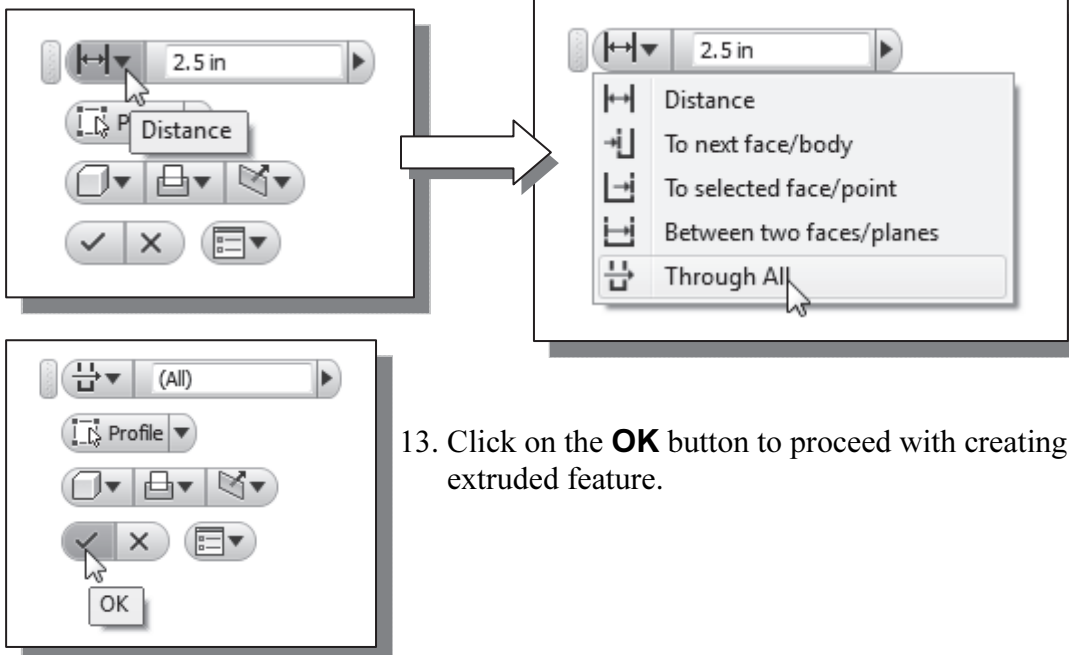 2.5 in
P
Distance
2.5 in
Distance
To next face/body
To selected face/point
Between two faces/planes
Through All
(All)
Profile
OK
13. Click on the OK button to proceed with creating
extruded feature.